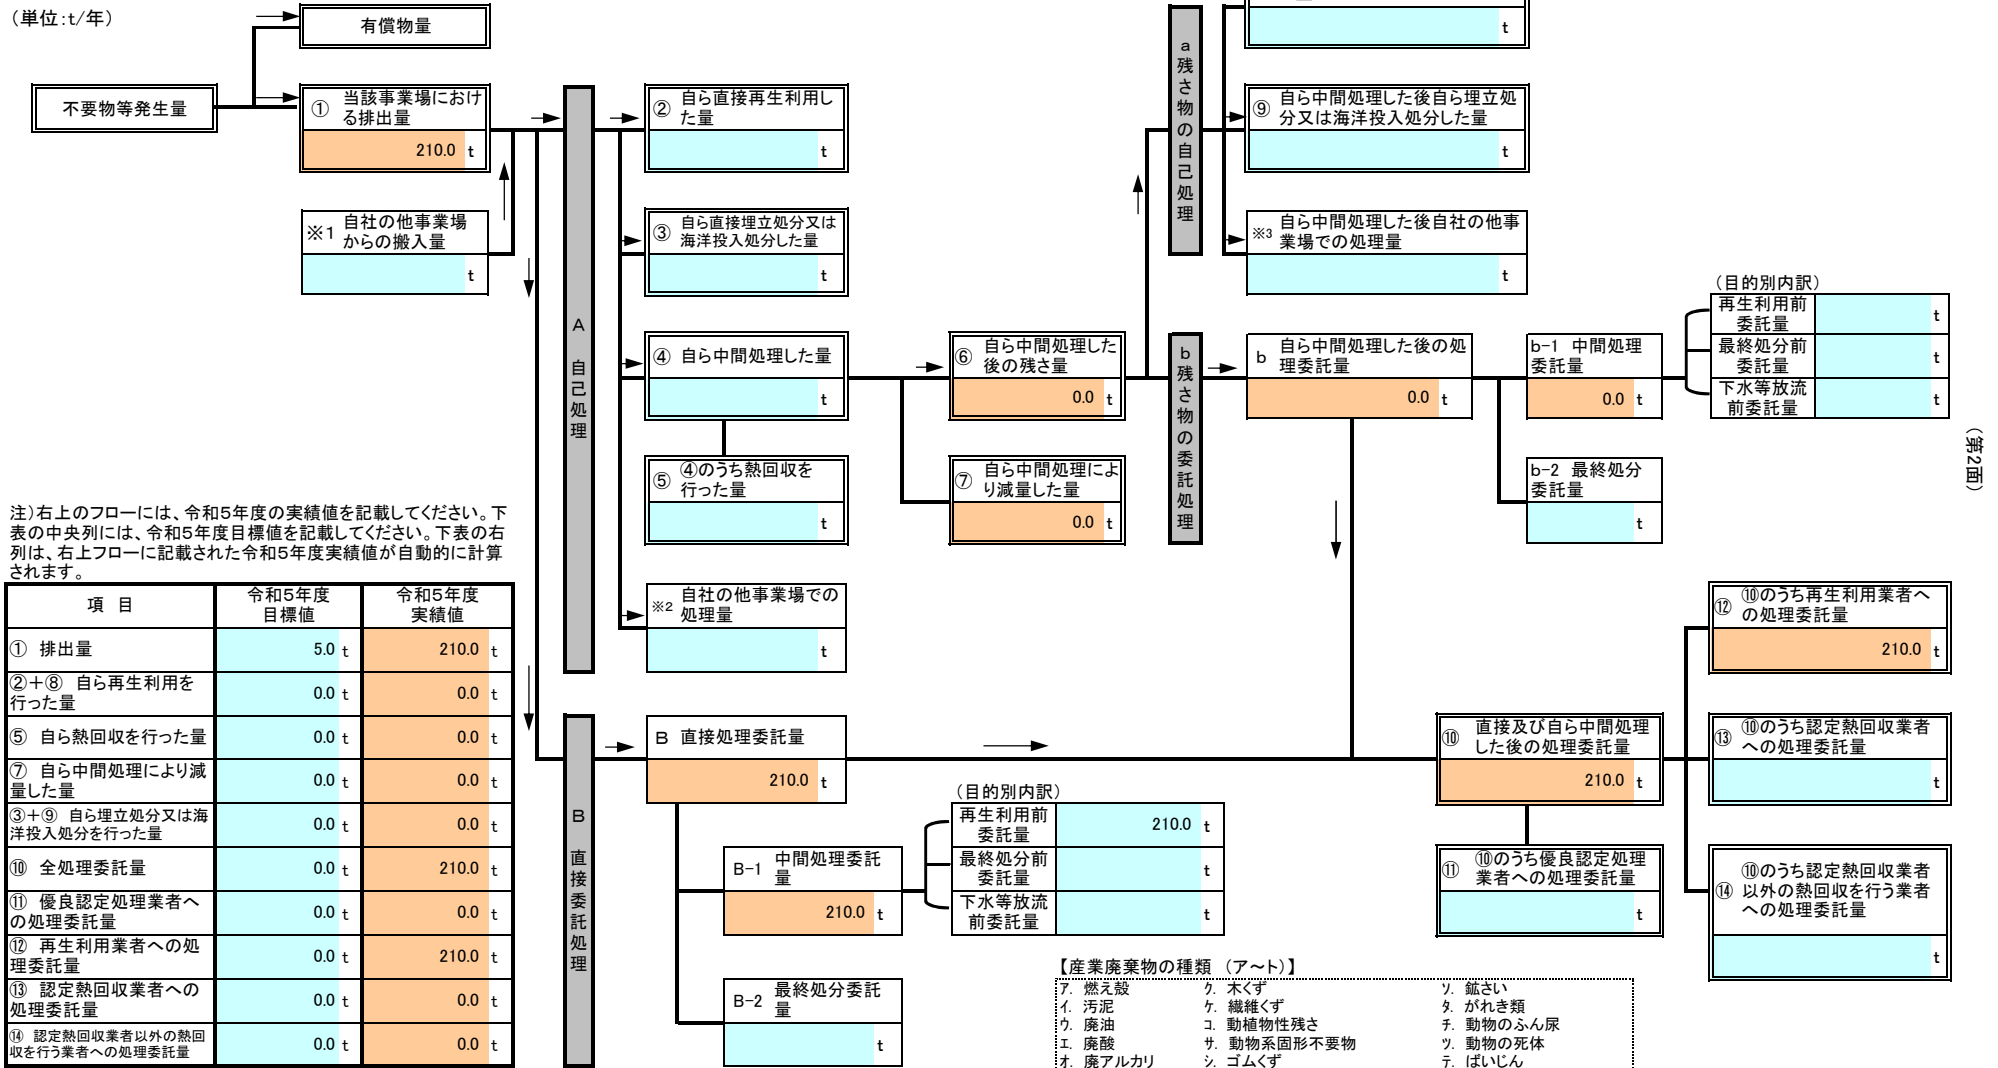 (単位:t/年)
有償物量
不要物等発生量
① 当該事業場におけ
る排出量
210.0 t
※1 自社の他事業場
からの搬入量
t
A 自己処理
② 自ら直接再生利用し
た量
t
③ 自ら直接埋立処分又は
海洋投入処分した量
t
④ 自ら中間処理した量
t
⑤ ④のうち熱回収を
行った量
t
※2 自社の他事業場での
処理量
t
⑥ 自ら中間処理した
後の残さ量
0.0 t
⑦ 自ら中間処理によ
り減量した量
0.0 t
a 残さ物の自己処理
t
⑨ 自ら中間処理した後自ら埋立処
分又は海洋投入処分した量
t
※3 自ら中間処理した後自社の他事
業場での処理量
t
b 残さ物の委託処理
b 自ら中間処理した後の処
理委託量
0.0 t
b-1 中間処理
委託量
0.0 t
b-2 最終処分
委託量
t
(目的別内訳)
再生利用前
委託量
t
最終処分前
委託量
t
下水等放流
前委託量
t
(第2面)
注)右上のフローには、令和5年度の実績値を記載してください。下
表の中央列には、令和5年度目標値を記載してください。下表の右
列は、右上フローに記載された令和5年度実績値が自動的に計算
されます。
項 目 令和5年度
目標値 令和5年度
実績値
① 排出量 5.0 t 210.0 t
②+⑧ 自ら再生利用を
行った量 0.0 t 0.0 t
⑤ 自ら熱回収を行った量 0.0 t 0.0 t
⑦ 自ら中間処理により減
量した量 0.0 t 0.0 t
③+⑨ 自ら埋立処分又は海
洋投入処分を行った量 0.0 t 0.0 t
⑩ 全処理委託量 0.0 t 210.0 t
⑪ 優良認定処理業者へ
の処理委託量 0.0 t 0.0 t
⑫ 再生利用業者への処
理委託量 0.0 t 210.0 t
⑬ 認定熱回収業者への
処理委託量 0.0 t 0.0 t
⑭ 認定熱回収業者以外の熱回
収を行う業者への処理委託量 0.0 t 0.0 t
B 直接委託処理
B 直接処理委託量
210.0 t
B-1 中間処理委託
量
210.0 t
B-2 最終処分委託
量
t
(目的別内訳)
再生利用前
委託量
210.0 t
最終処分前
委託量
t
下水等放流
前委託量
t
⑩ 直接及び自ら中間処理
した後の処理委託量
210.0 t
⑪ ⑩のうち優良認定処理
業者への処理委託量
t
⑫ ⑩のうち再生利用業者へ
の処理委託量
210.0 t
⑬ ⑩のうち認定熱回収業者
への処理委託量
t
⑭ ⑩のうち認定熱回収業者
以外の熱回収を行う業者
への処理委託量
t
【産業廃棄物の種類 (ア～ト)】
ア. 燃え殻 ク. 木くず ソ. 鉱さい
イ. 汚泥 ケ. 繊維くず タ. がれき類
ウ. 廃油 コ. 動植物性残さ チ. 動物のふん尿
エ. 廃酸 サ. 動物系固形不要物 ツ. 動物の死体
オ. 廃アルカリ シ. ゴムくず テ. ばいじん